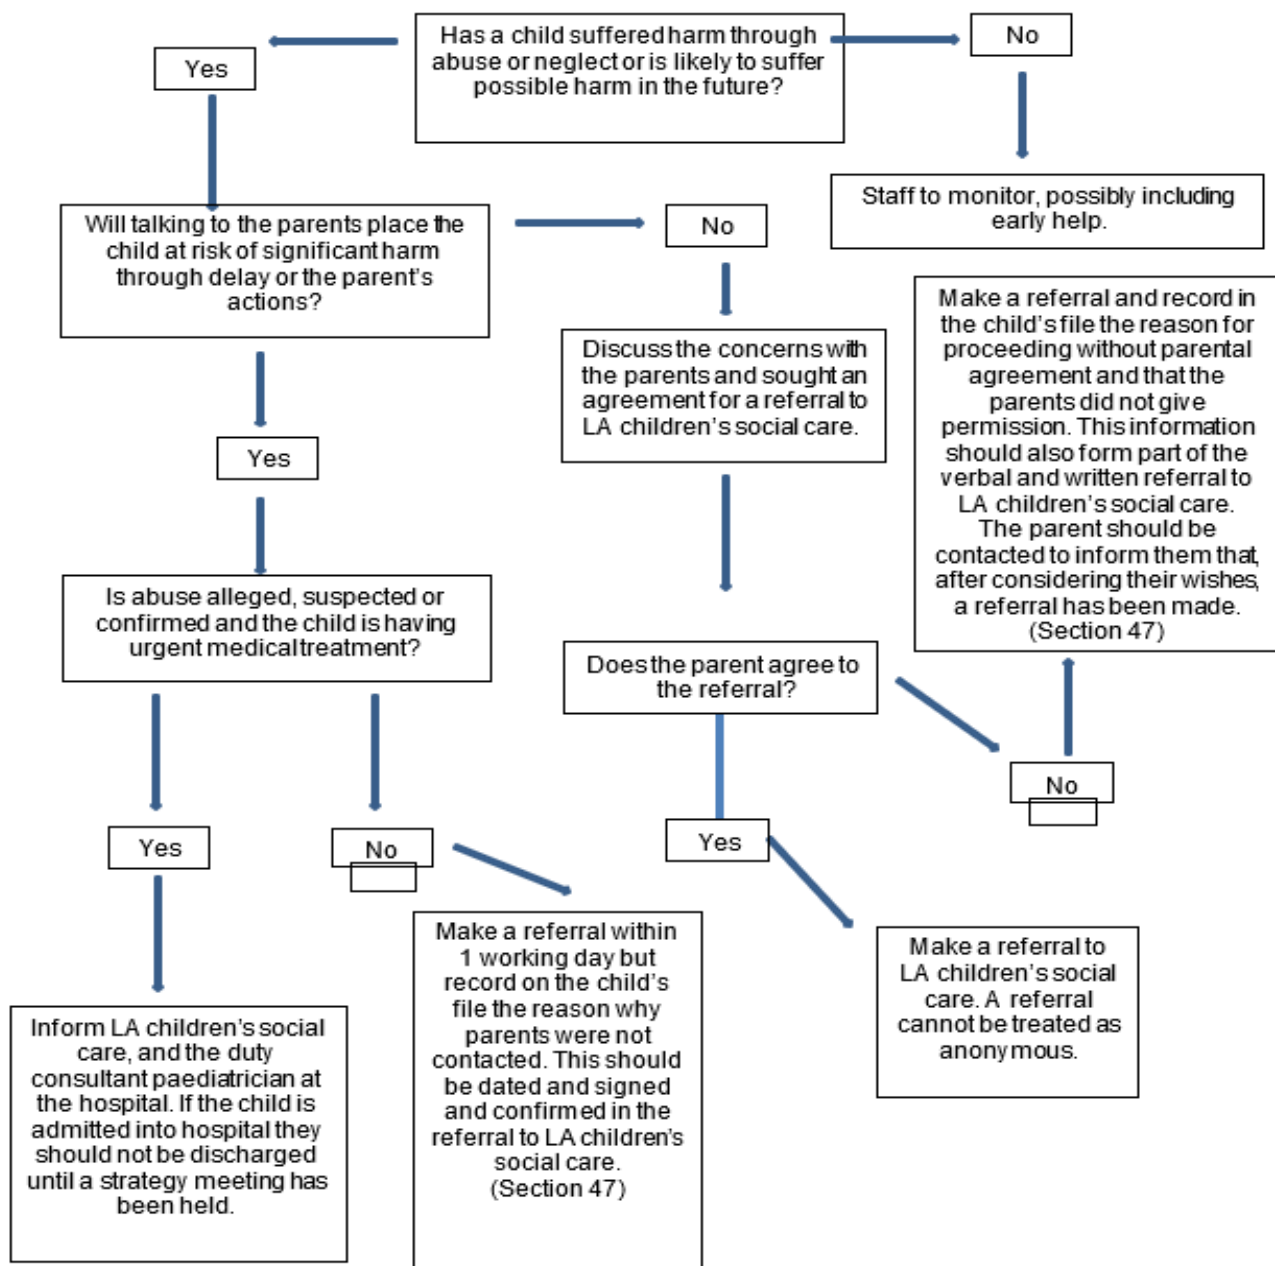 Has a child suffered harm through
abuse or neglect or is likely to suffer
possible harm in the future?
Yes
No
Staff to monitor, possibly including
early help.
Will talking to the parents place the
child at risk of significant harm
through delay or the parent's
actions?
No
Yes
Discuss the concerns with
the parents and sought an
agreement for a referral to
LA children's social care.
Make a referral and record in
the child's file the reason for
proceeding without parental
agreement and that the
parents did not give
permission. This information
should also form part of the
verbal and written referral to
LA children's social care.
The parent should be
contacted to inform them that,
after considering their wishes,
a referral has been made.
(Section 47)
Is abuse alleged, suspected or
confirmed and the child is having
urgent medical treatment?
Does the parent agree to
the referral?
No
Yes
No
Yes
Inform LA children's social
care, and the duty
consultant paediatrician at
the hospital. If the child is
admitted into hospital they
should not be discharged
until a strategy meeting has
been held.
Make a referral within
1 working day but
record on the child's
file the reason why
parents were not
contacted. This should
be dated and signed
and confirmed in the
referral to LA children's
social care.
(Section 47)
Make a referral to
LA children's social
care. A referral
cannot be treated as
anonymous.